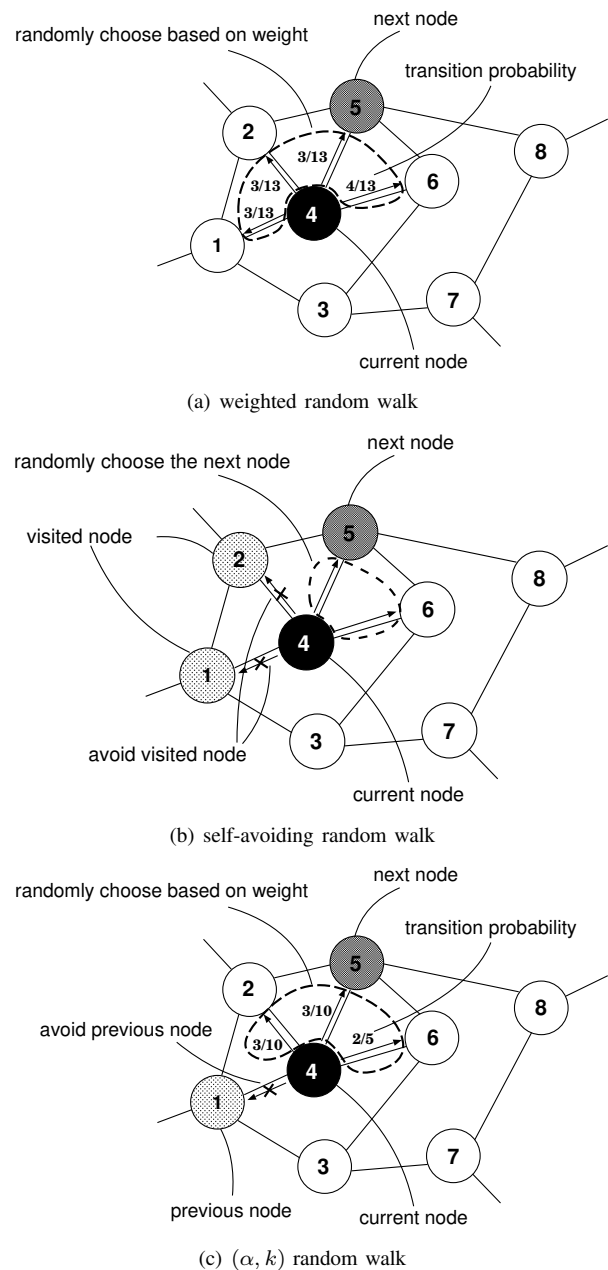 next node
randomly choose based on weight
transition probability
5
2
8
3/13
3/13
4/13
6
3/13
4
1
7
3
current node
(a) weighted random walk
next node
randomly choose the next node
visited node
5
2
8
6
4
1
7
3
avoid visited node
current node
(b) self-avoiding random walk
next node
randomly choose based on weight
transition probability
5
2
8
3/10
avoid previous node
3/10
2/5
6
4
1
7
3
previous node
current node
(c) (α, k) random walk